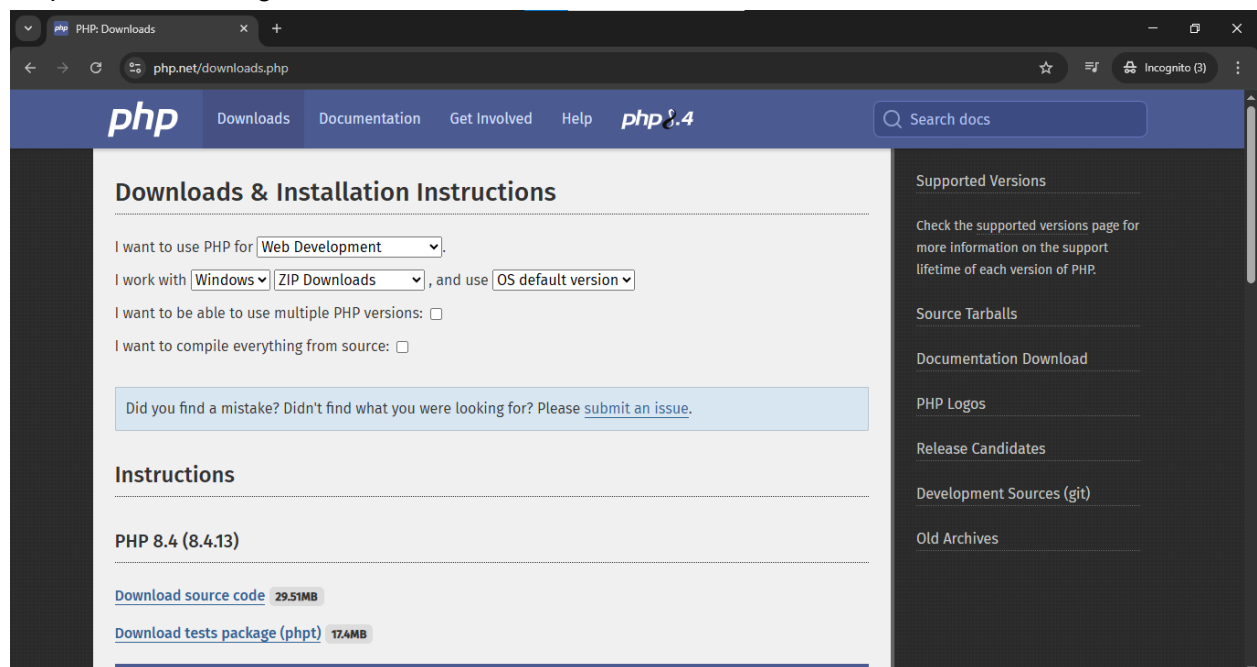 PHP: Downloads
php.net/downloads.php
Incognito (3)
php Downloads Documentation Get Involved Help php8.4 Search docs
Downloads & Installation Instructions
I want to use PHP for Web Development.
I work with Windows ZIP Downloads, and use OS default version
I want to be able to use multiple PHP versions:
I want to compile everything from source:
Did you find a mistake? Didn't find what you were looking for? Please submit an issue.
Instructions
PHP 8.4 (8.4.13)
Download source code 29.51MB
Download tests package (phpt) 17.4MB
Supported Versions
Check the supported versions page for
more information on the support
lifetime of each version of PHP.
Source Tarballs
Documentation Download
PHP Logos
Release Candidates
Development Sources (git)
Old Archives